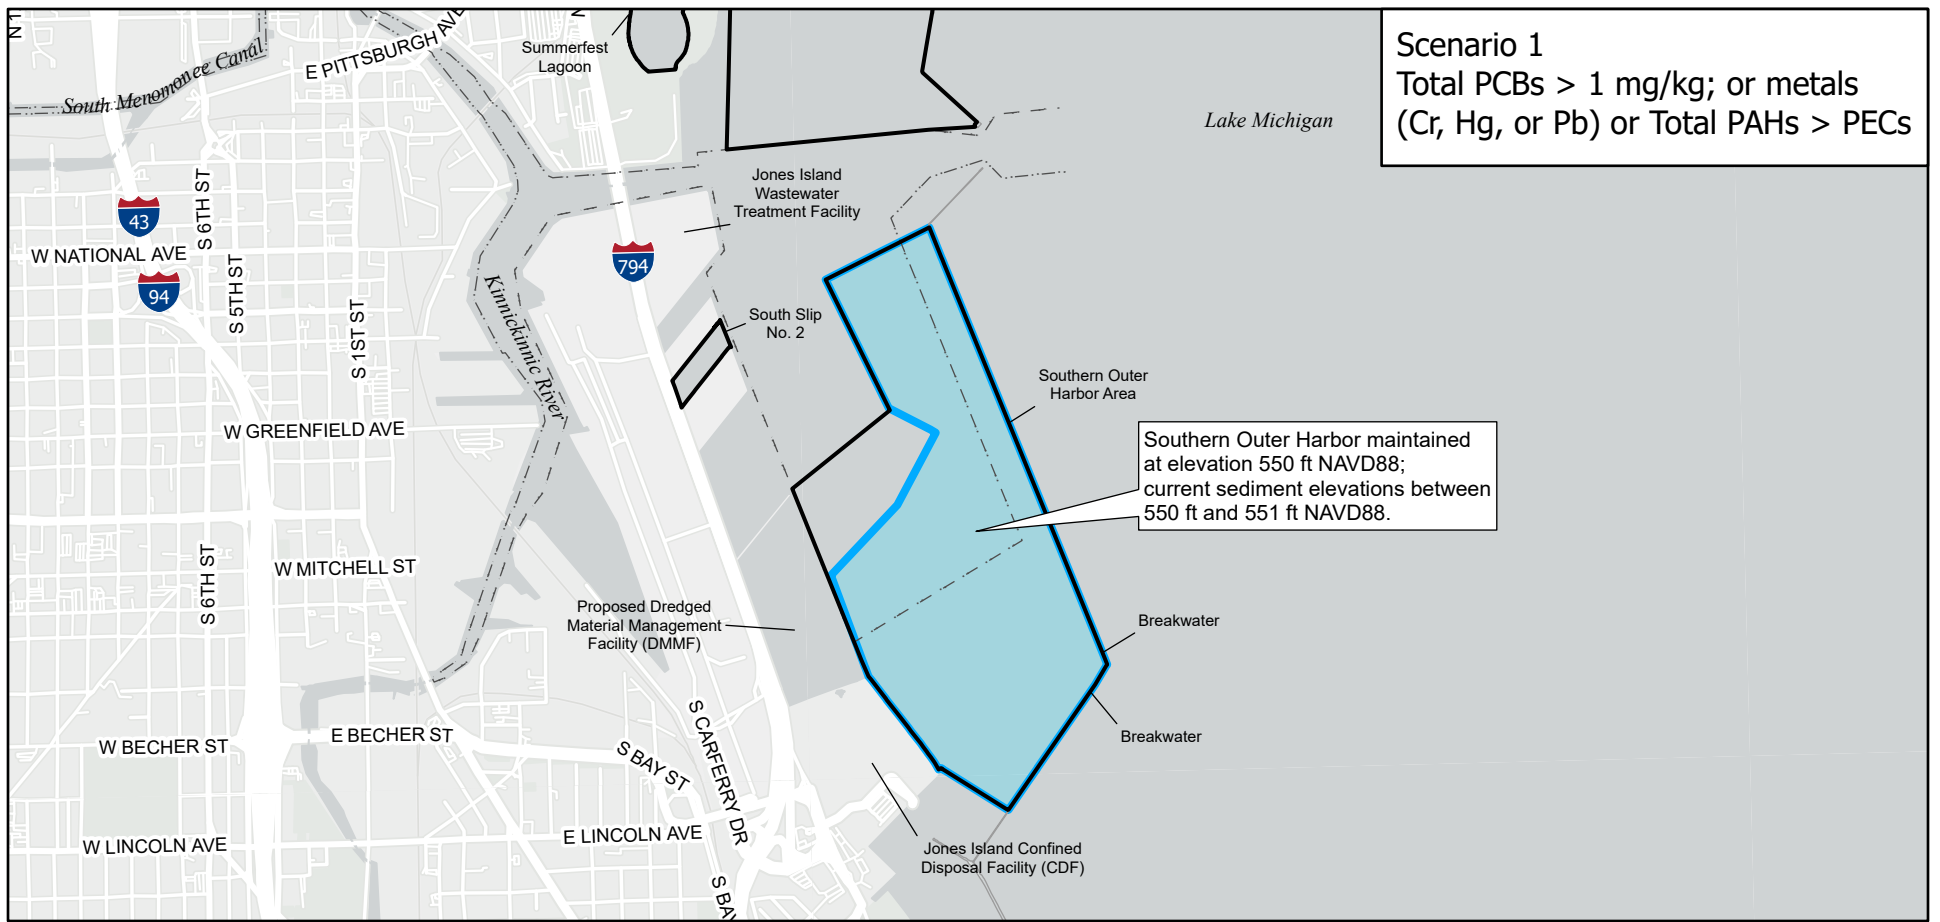 Scenario 1
Total PCBs > 1 mg/kg; or metals
(Cr, Hg, or Pb) or Total PAHs > PECs
Summerfest
Lagoon
E PITTSBURGH AVE
South Menomonee Canal
Lake Michigan
Jones Island
Wastewater
Treatment Facility
S 6TH ST
43
W NATIONAL AVE
794
94
S 5TH ST
S 1ST ST
Kinnickinnic River
South Slip
No. 2
Southern Outer
Harbor Area
W GREENFIELD AVE
Southern Outer Harbor maintained
at elevation 550 ft NAVD88;
current sediment elevations between
550 ft and 551 ft NAVD88.
S 6TH ST
W MITCHELL ST
Proposed Dredged
Material Management
Facility (DMMF)
Breakwater
Breakwater
W BECHER ST
E BECHER ST
S BAY ST
S CARFERRY DR
W LINCOLN AVE
E LINCOLN AVE
Jones Island Confined
Disposal Facility (CDF)
S BAY